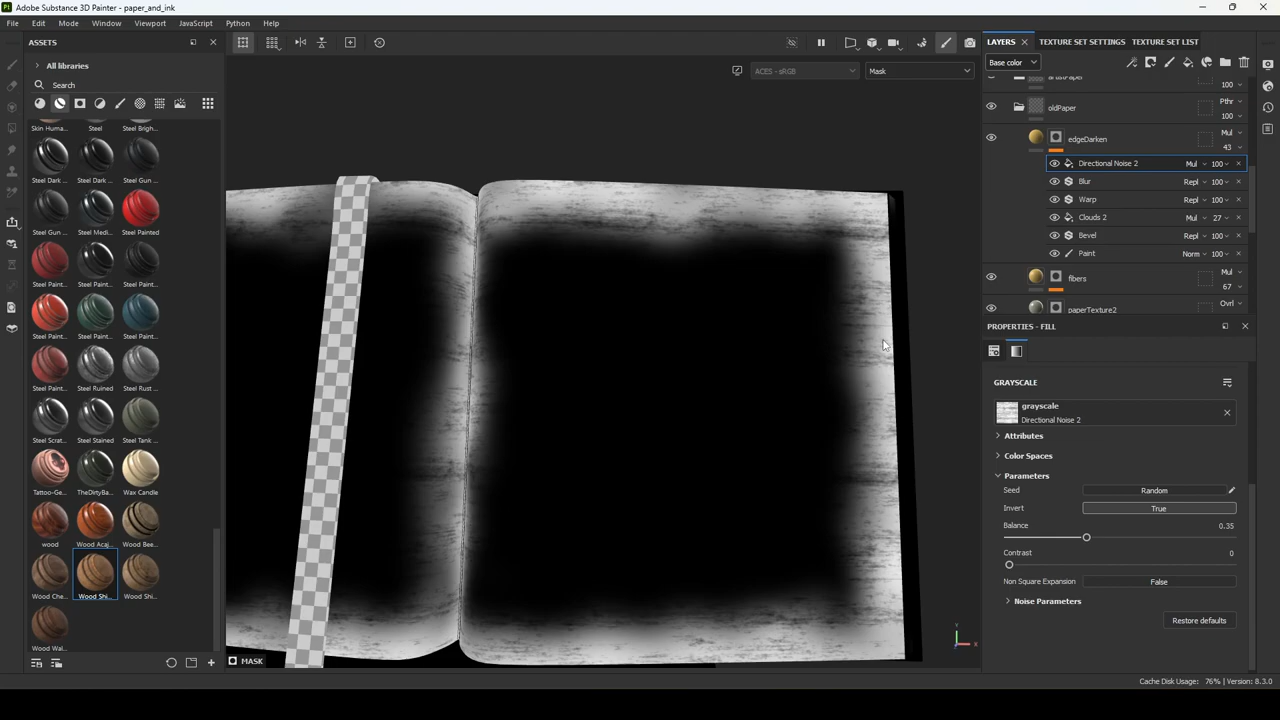 Adobe Substance 3D Painter - paper_and_ink
File Edit Mode Window Viewport JavaScript Python Help
ASSETS
All libraries
Search
Skin Huma... Steel Steel Brigh...
Steel Dark ... Steel Dark ... Steel Gun ...
Steel Gun ... Steel Medi... Steel Painted
Steel Paint... Steel Paint... Steel Paint...
Steel Paint... Steel Paint... Steel Paint...
Steel Paint... Steel Ruined Steel Rust ...
Steel Scrat... Steel Stained Steel Tank ...
Tattoo-Ge... TheDirtyBa... Wax Candle
wood Wood Acaj... Wood Bee...
Wood Che... Wood Shi... Wood Shi...
Wood Wal...
ACES - sRGB
Mask
MASK
Y
X
LAYERS TEXTURE SET SETTINGS TEXTURE SET LIST
Base color
100
oldPaper Pthr
100
edgeDarken Mul
43
Directional Noise 2 Mul 100
Blur Repl 100
Warp Repl 100
Clouds 2 Mul 27
Bevel Repl 100
Paint Norm 100
fibers Mul
67
paperTexture2 Ovrl
PROPERTIES - FILL
GRAYSCALE
grayscale
Directional Noise 2
Attributes
Color Spaces
Parameters
Seed Random
Invert True
Balance 0.35
Contrast 0
Non Square Expansion False
Noise Parameters
Restore defaults
Cache Disk Usage: 76% | Version: 8.3.0